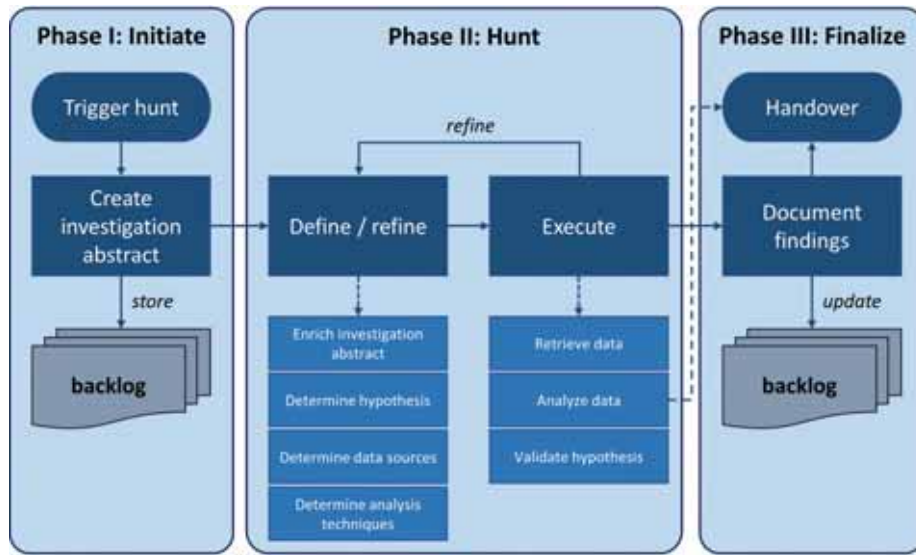 Phase I: Initiate
Trigger hunt
Create
investigation
abstract
store
backlog
Phase II: Hunt
refine
Define / refine
Execute
Enrich investigation
abstract
Determine hypothesis
Determine data sources
Determine analysis
techniques
Retrieve data
Analyze data
Validate hypothesis
Phase III: Finalize
Handover
Document
findings
update
backlog